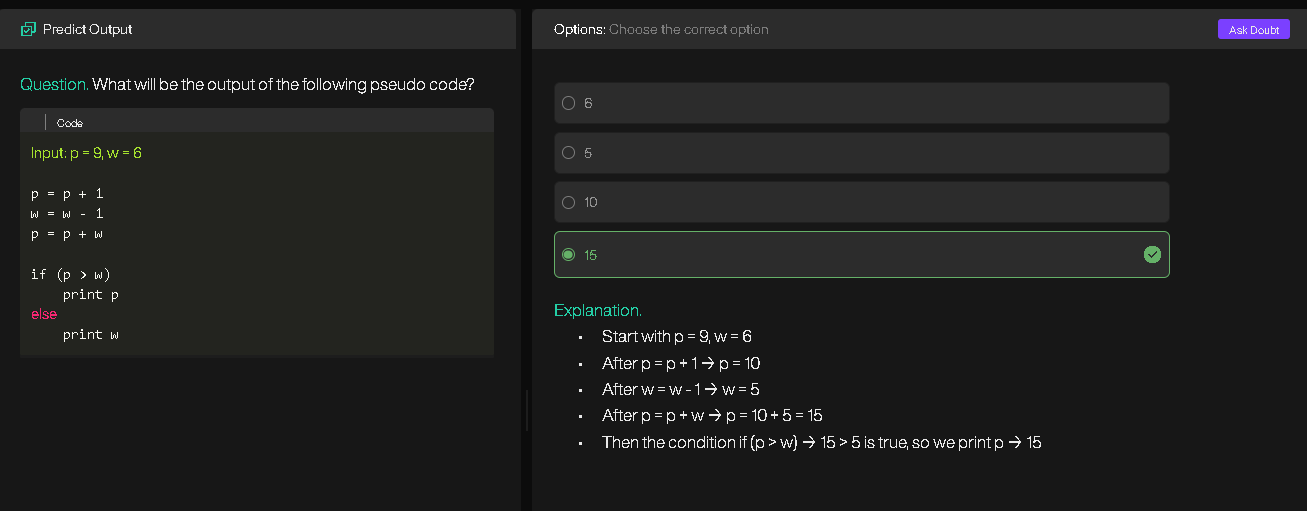 Predict Output
Question. What will be the output of the following pseudo code?
Code
Input: p = 9, w = 6
p = p + 1
w = w - 1
p = p + w
if (p > w)
print p
else
print w
Options: Choose the correct option
Ask Doubt
6
5
10
15
Explanation.
• Start with p = 9, w = 6
• After p = p + 1 → p = 10
• After w = w - 1 → w = 5
• After p = p + w → p = 10 + 5 = 15
• Then the condition if (p > w) → 15 > 5 is true, so we print p → 15